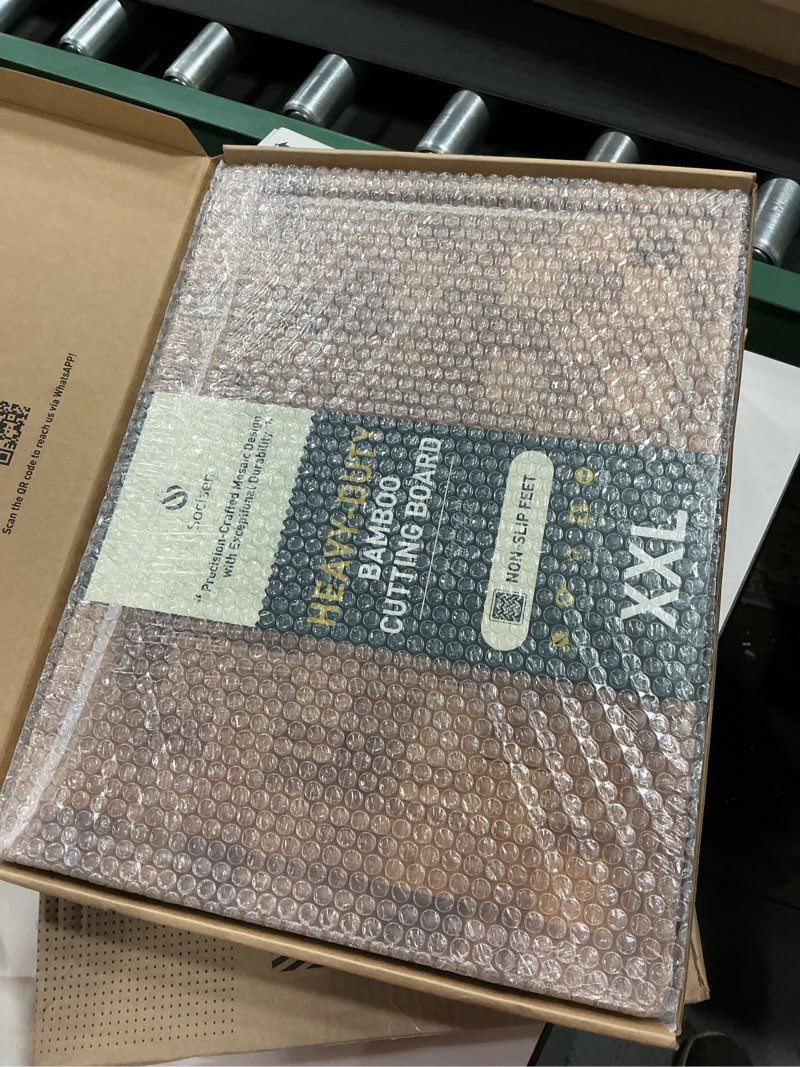 Scan the QR code to reach us via WhatsAPP!
Precision-Crafted Mosaic Design
with Exceptional Durability
HEAVY-DUTY
BAMBOO
CUTTING BOARD
NON-SLIP FEET
XXL